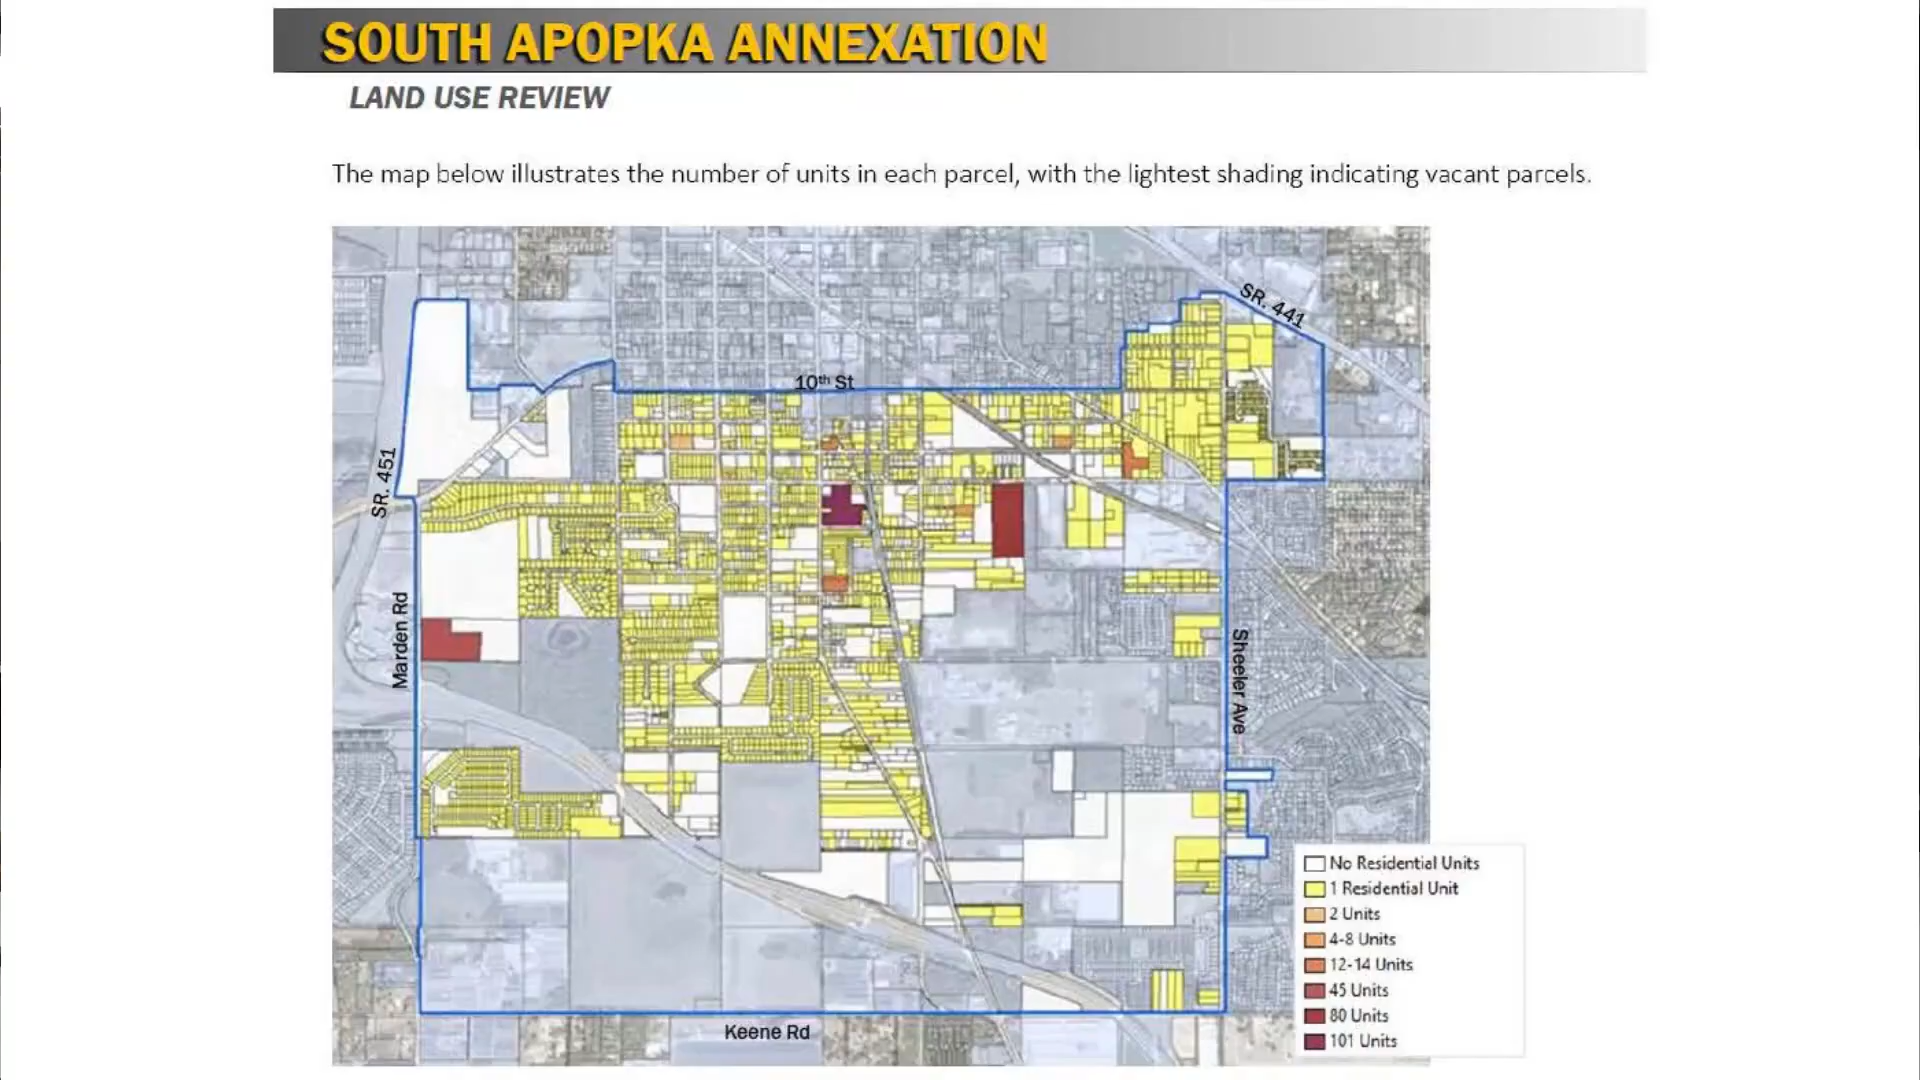 SOUTH APOPKA ANNEXATION
LAND USE REVIEW
The map below illustrates the number of units in each parcel, with the lightest shading indicating vacant parcels.
SR. 441
10th St
SR. 451
Marden Rd
Sheeler Ave
No Residential Units
1 Residential Unit
2 Units
4-8 Units
12-14 Units
45 Units
80 Units
101 Units
Keene Rd